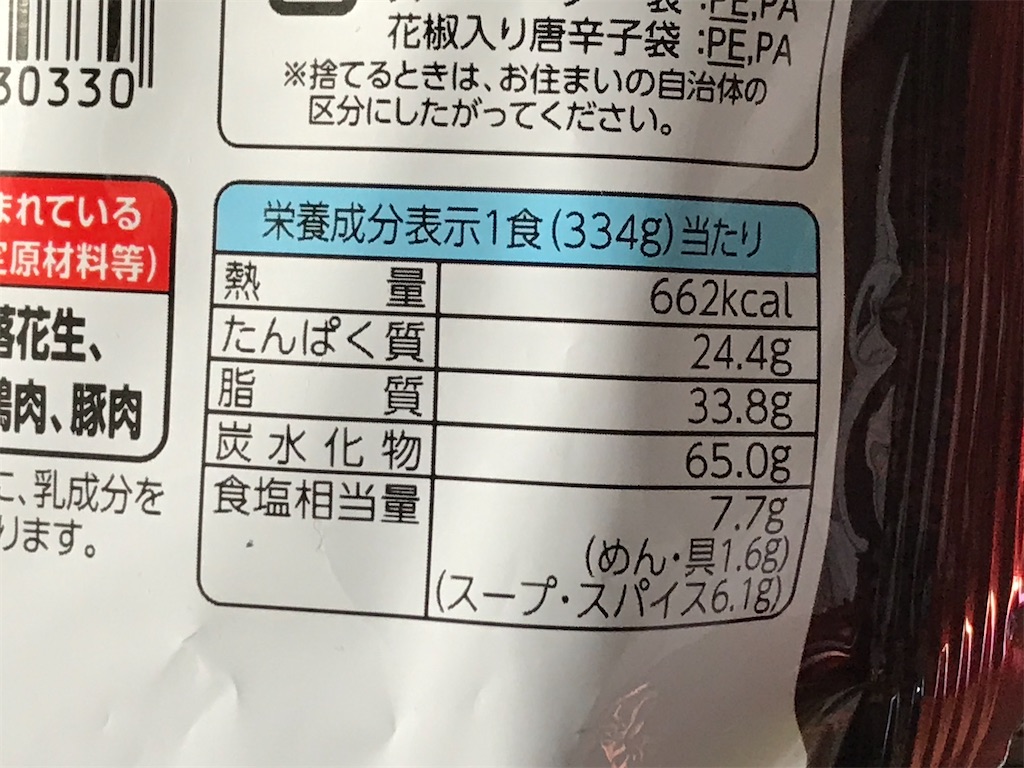 :PE,PA
花椒入り唐辛子袋 :PE,PA
※捨てるときは、お住まいの自治体の
区分にしたがってください。
30330
まれている
原材料等)
落花生、
鶏肉、豚肉
に、乳成分を
ります。
栄養成分表示1食(334g)当たり
熱量 662kcal
たんぱく質 24.4g
脂質 33.8g
炭水化物 65.0g
食塩相当量 7.7g
(めん・具1.6g)
(スープ・スパイス6.1g)